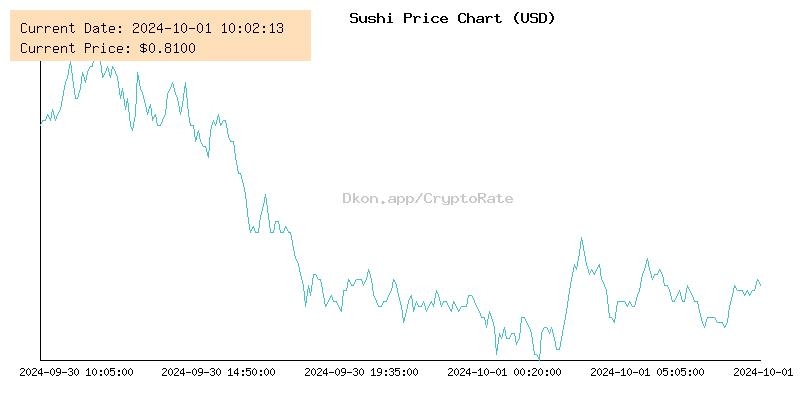 Sushi Price Chart (USD)
Current Date: 2024-10-01 10:02:13
Current Price: $0.8100
Dkon.app/CryptoRate
2024-09-30 10:05:00 2024-09-30 14:50:00 2024-09-30 19:35:00 2024-10-01 00:20:00 2024-10-01 05:05:00 2024-10-01